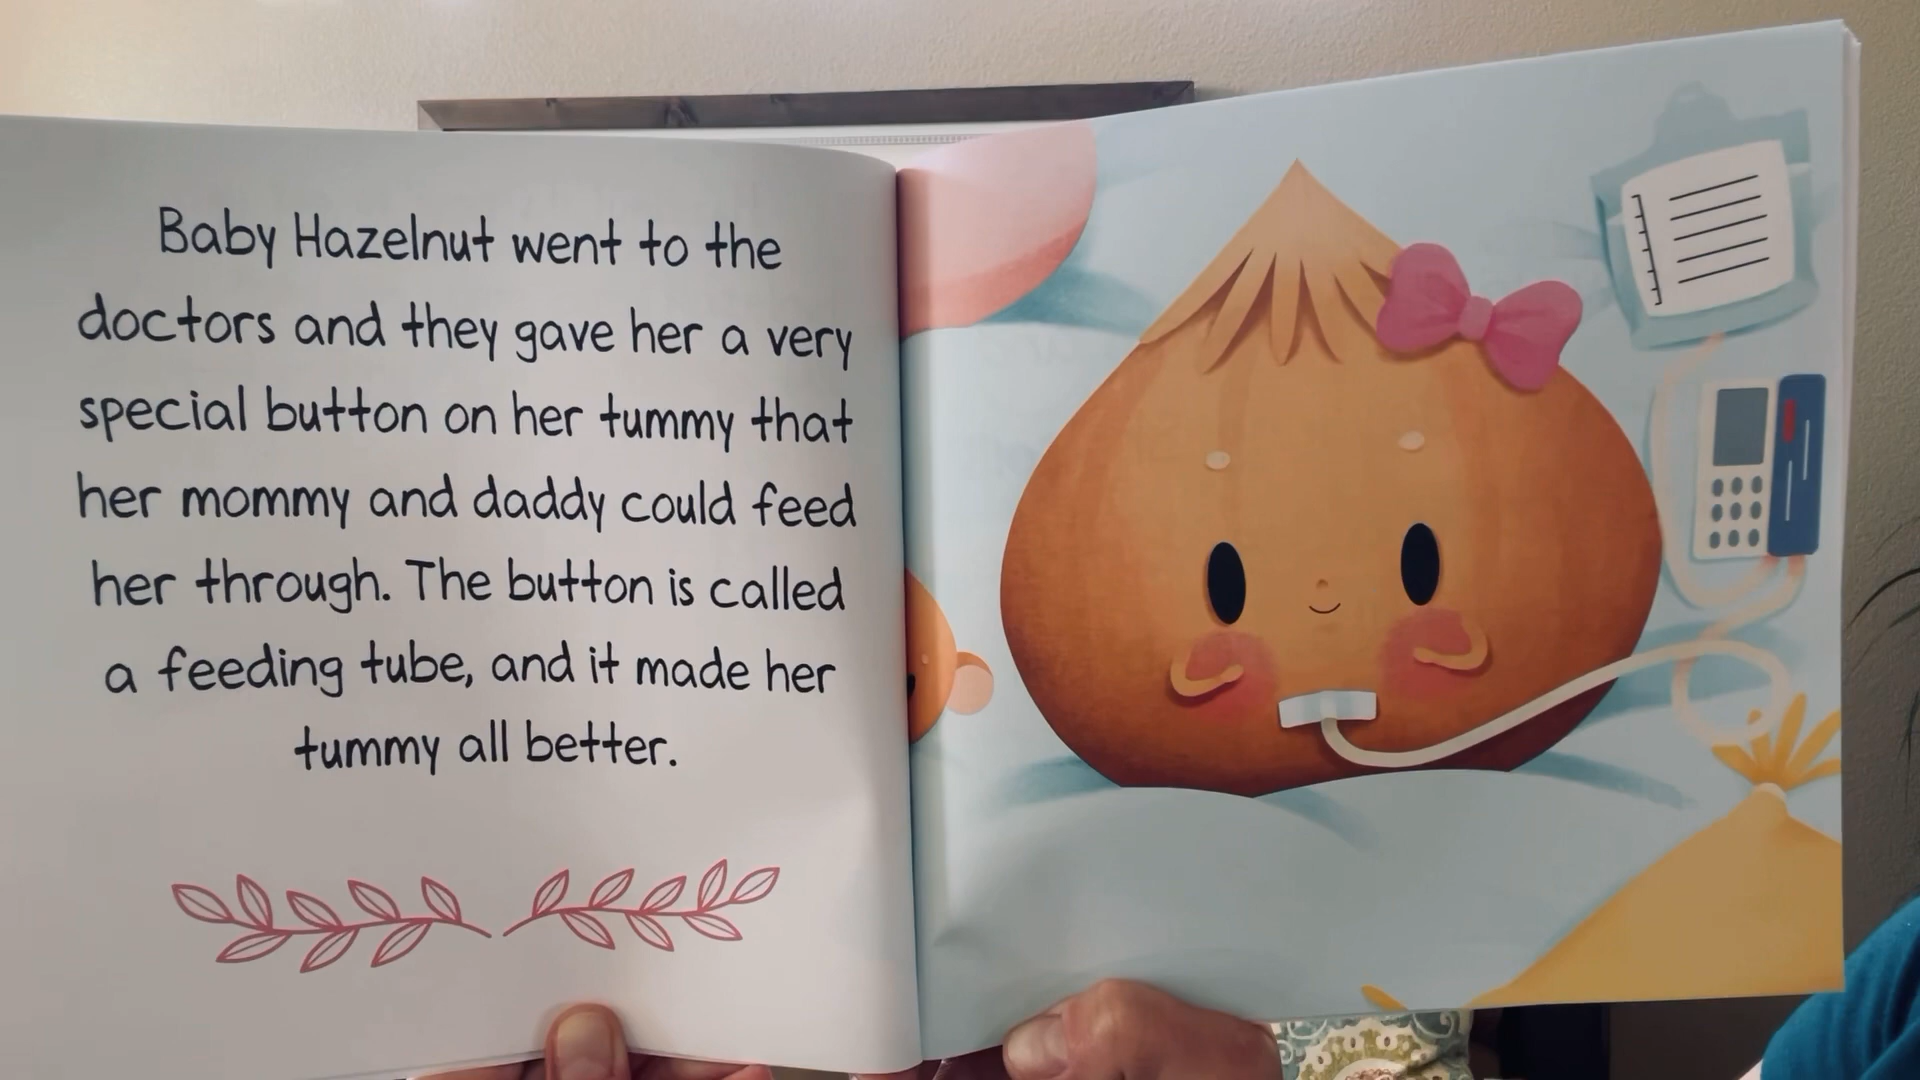 Baby Hazelnut went to the
doctors and they gave her a very
special button on her tummy that
her mommy and daddy could feed
her through. The button is called
a feeding tube, and it made her
tummy all better.